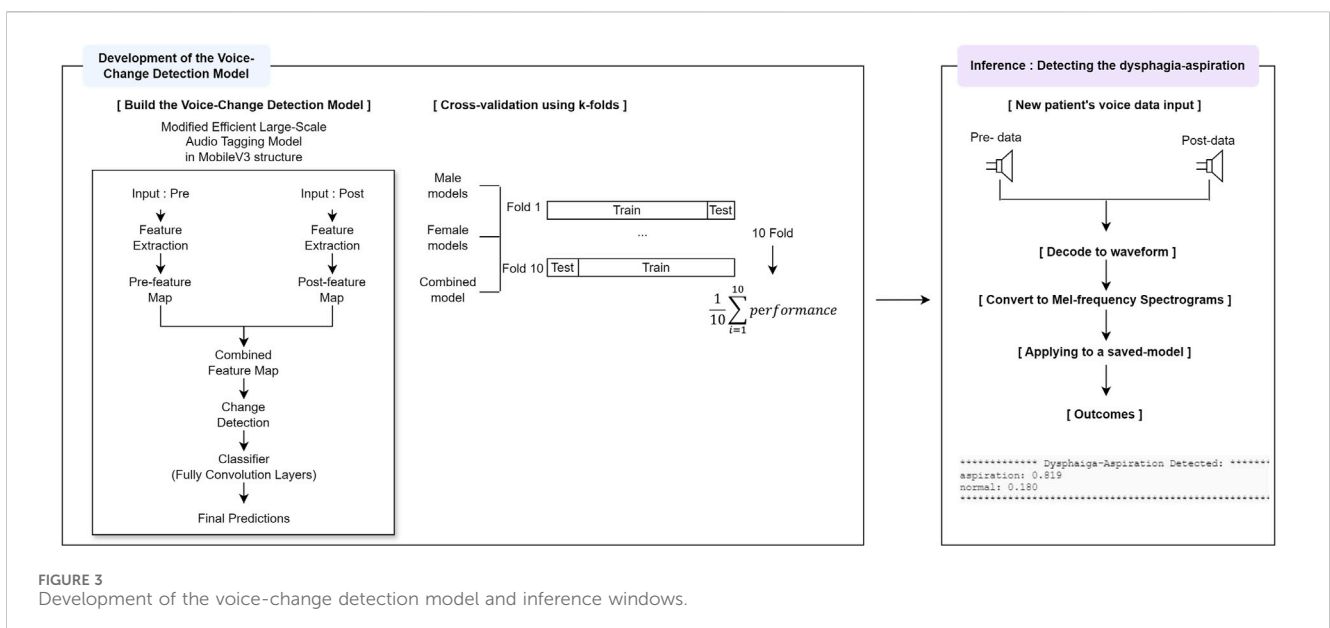 Development of the Voice-
Change Detection Model
[ Build the Voice-Change Detection Model ]
Modified Efficient Large-Scale
Audio Tagging Model
in MobileV3 structure
Input : Pre
Input : Post
Feature
Extraction
Feature
Extraction
Pre-feature
Map
Post-feature
Map
Combined
Feature Map
Change
Detection
Classifier
(Fully Convolution Layers)
Final Predictions
[ Cross-validation using k-folds ]
Male
models
Female
models
Combined
model
Fold 1
Train
Test
...
Fold 10
Test
Train
10 Fold
1/10 10∑i=1 performance
Inference : Detecting the dysphagia-aspiration
[ New patient's voice data input ]
Pre- data
Post-data
[ Decode to waveform ]
[ Convert to Mel-frequency Spectrograms ]
[ Applying to a saved-model ]
[ Outcomes ]
************* Dysphaiga-Aspiration Detected: *******
aspiration: 0.819
normal: 0.180
****************************************************
FIGURE 3
Development of the voice-change detection model and inference windows.